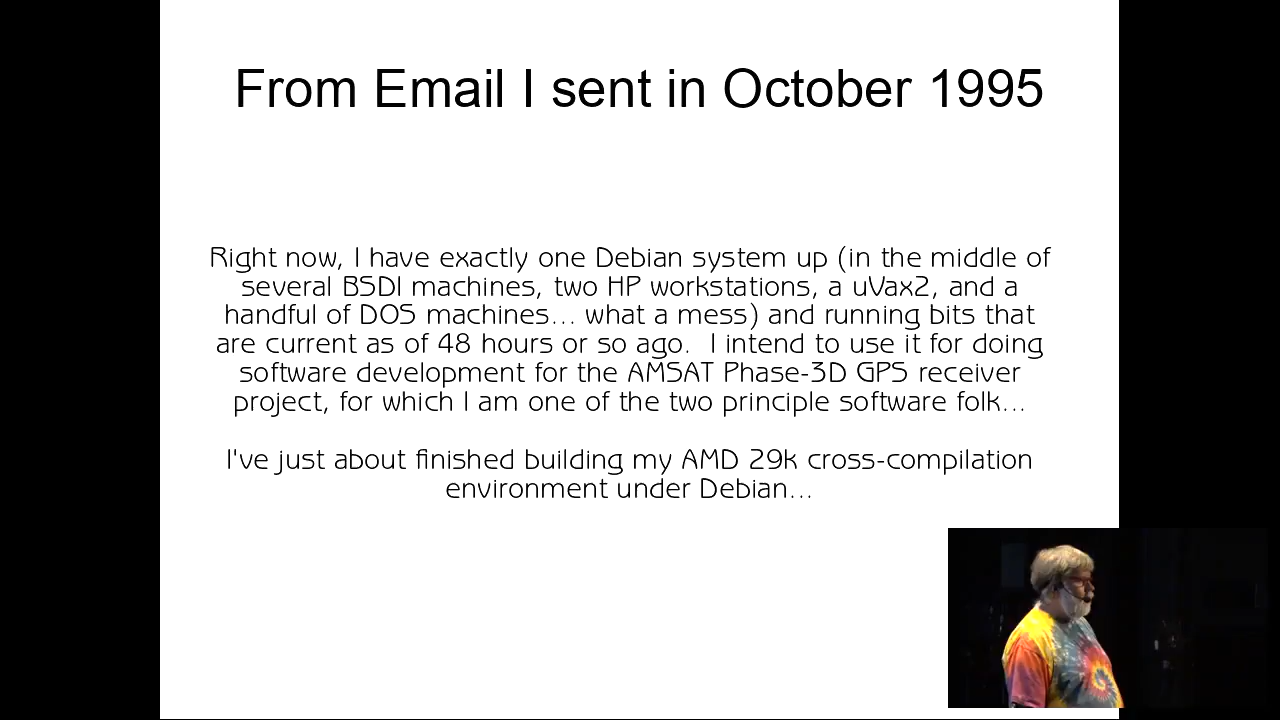 From Email I sent in October 1995
Right now, I have exactly one Debian system up (in the middle of
several BSDI machines, two HP workstations, a uVax2, and a
handful of DOS machines... what a mess) and running bits that
are current as of 48 hours or so ago.  I intend to use it for doing
software development for the AMSAT Phase-3D GPS receiver
project, for which I am one of the two principle software folk...
I've just about finished building my AMD 29k cross-compilation
environment under Debian...